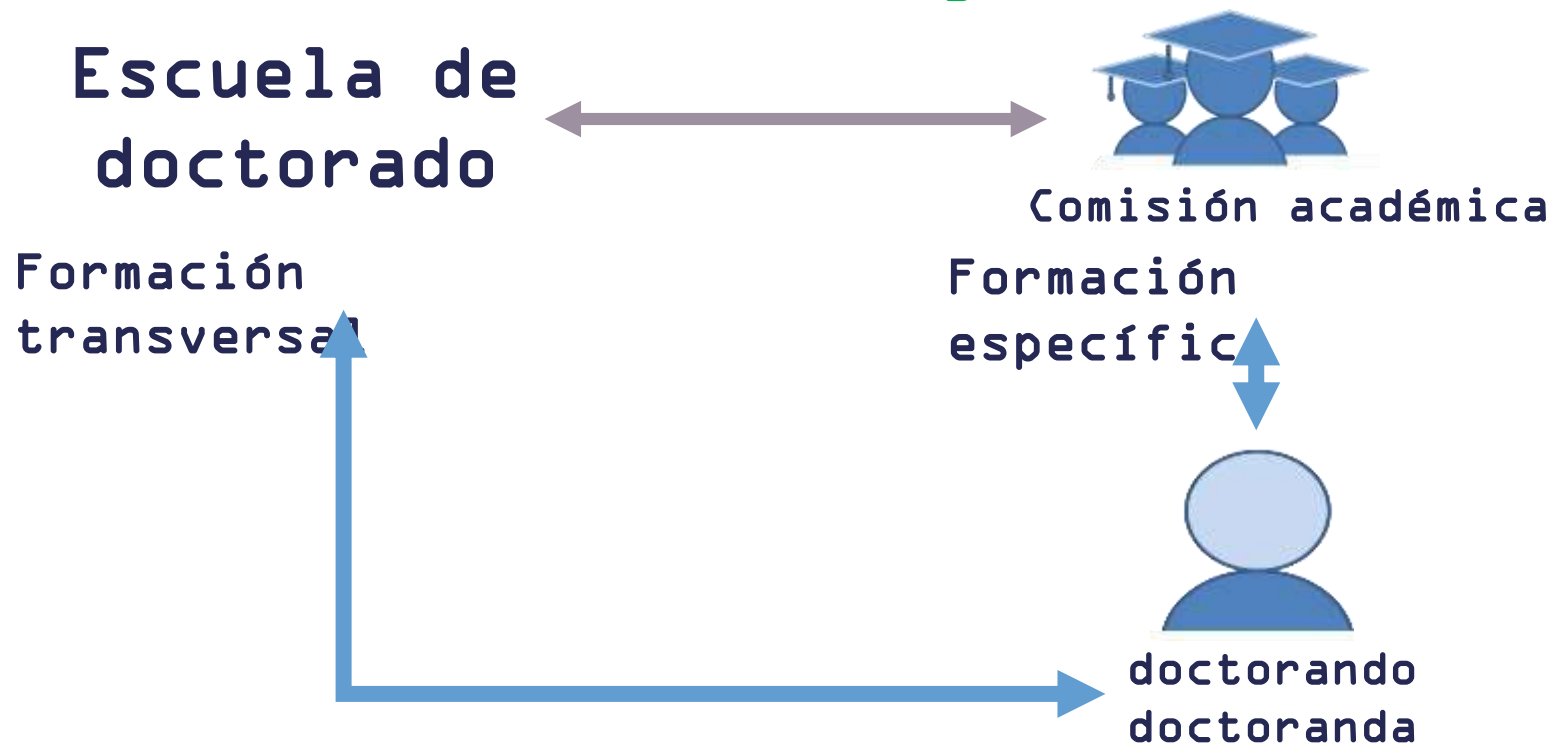 Escuela de
doctorado
Comisión académica
Formación
transversal
Formación
específic
doctorando
doctoranda